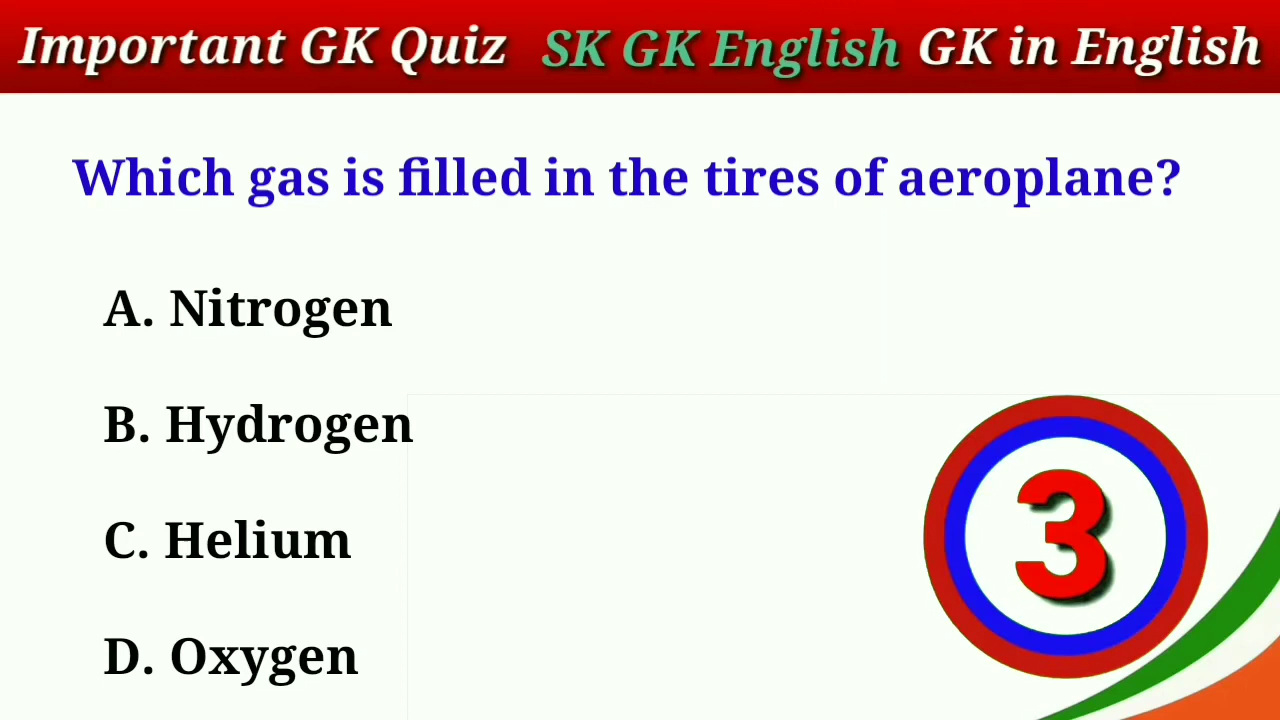 Important GK Quiz SK GK English GK in English
Which gas is filled in the tires of aeroplane?
A. Nitrogen
B. Hydrogen
C. Helium
D. Oxygen
3